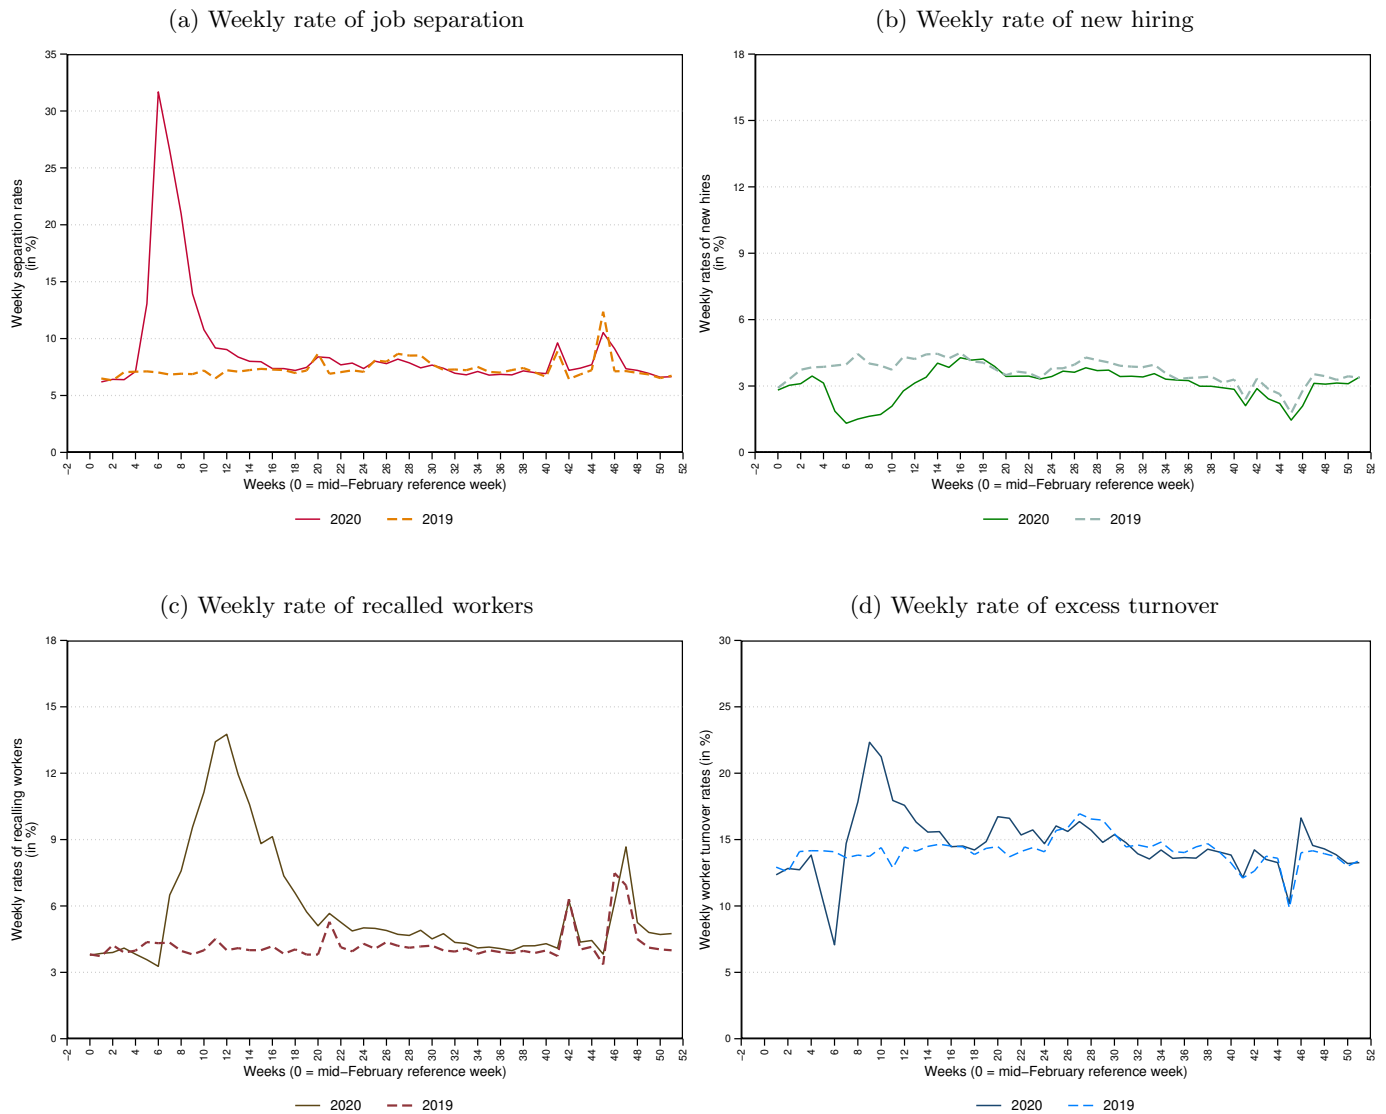 (a) Weekly rate of job separation
35
30
25
20
15
10
5
0
Weekly separation rates
(in %)
-2 0 2 4 6 8 10 12 14 16 18 20 22 24 26 28 30 32 34 36 38 40 42 44 46 48 50 52
Weeks (0 = mid−February reference week)
2020 2019
(b) Weekly rate of new hiring
18
15
12
9
6
3
0
Weekly rates of new hires
(in %)
-2 0 2 4 6 8 10 12 14 16 18 20 22 24 26 28 30 32 34 36 38 40 42 44 46 48 50 52
Weeks (0 = mid−February reference week)
2020 2019
(c) Weekly rate of recalled workers
18
15
12
9
6
3
0
Weekly rates of recalling workers
(in %)
-2 0 2 4 6 8 10 12 14 16 18 20 22 24 26 28 30 32 34 36 38 40 42 44 46 48 50 52
Weeks (0 = mid−February reference week)
2020 2019
(d) Weekly rate of excess turnover
30
25
20
15
10
5
0
Weekly worker turnover rates (in %)
-2 0 2 4 6 8 10 12 14 16 18 20 22 24 26 28 30 32 34 36 38 40 42 44 46 48 50 52
Weeks (0 = mid−February reference week)
2020 2019